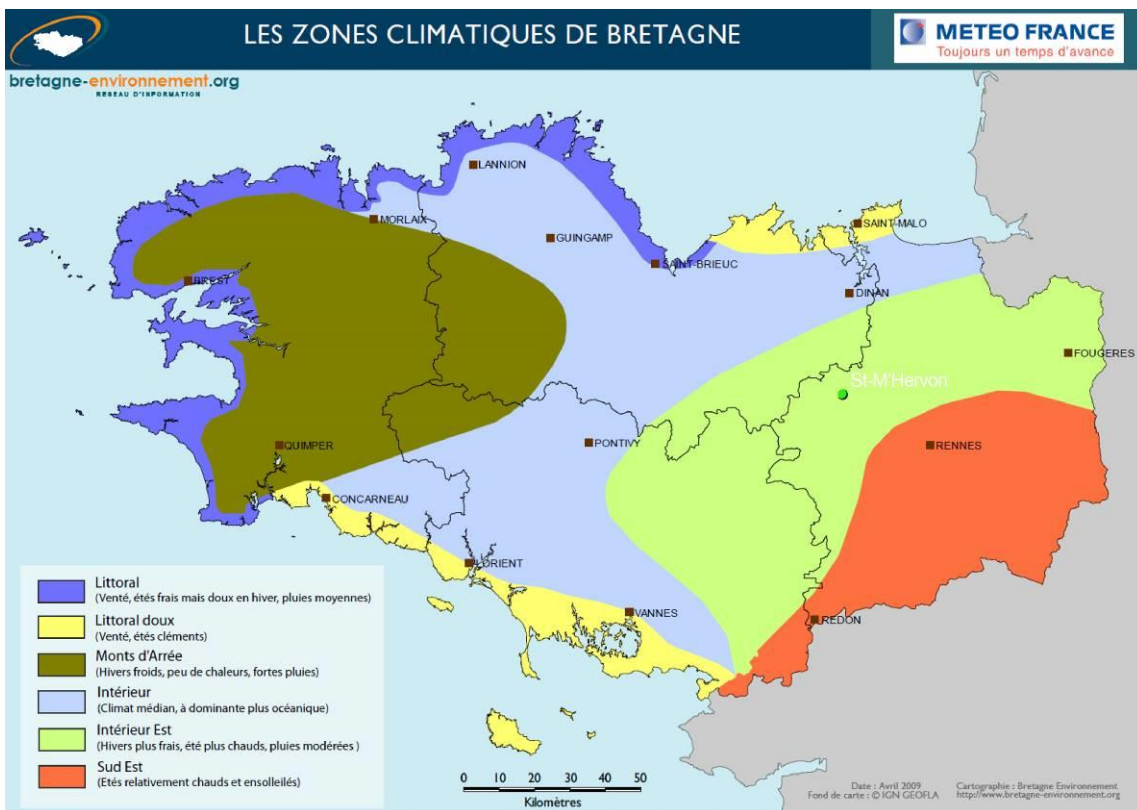 LES ZONES CLIMATIQUES DE BRETAGNE
METEO FRANCE
Toujours un temps d'avance
bretagne-environnement.org
RESEAU D'INFORMATION
LANNION
MORLAIX
GUINGAMP
SAINT-MALO
SAINT-BRIEUC
BREST
DINAN
FOUGERES
St-M'Hervon
QUIMPER
PONTIVY
RENNES
CONCARNEAU
LORIENT
VANNES
REDON
Littoral
(Venté, étés frais mais doux en hiver, pluies moyennes)
Littoral doux
(Venté, étés cléments)
Monts d'Arrée
(Hivers froids, peu de chaleurs, fortes pluies)
Intérieur
(Climat médian, à dominante plus océanique)
Intérieur Est
(Hivers plus frais, été plus chauds, pluies modérées )
Sud Est
(Etés relativement chauds et ensolleilés)
0 10 20 30 40 50
Kilomètres
Date : Avril 2009
Fond de carte : © IGN GEOFLA
Cartographie : Bretagne Environnement
http://www.bretagne-environnement.org